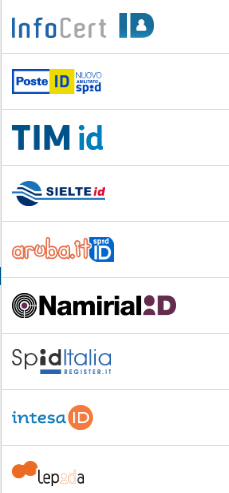 InfoCert ID
Poste ID NUOVO
ABILITATO
spid
TIM id
SIELTE id
aruba.it spid
ID
Namirial ID
SpidItalia
REGISTER.IT
intesa ID
Lepida